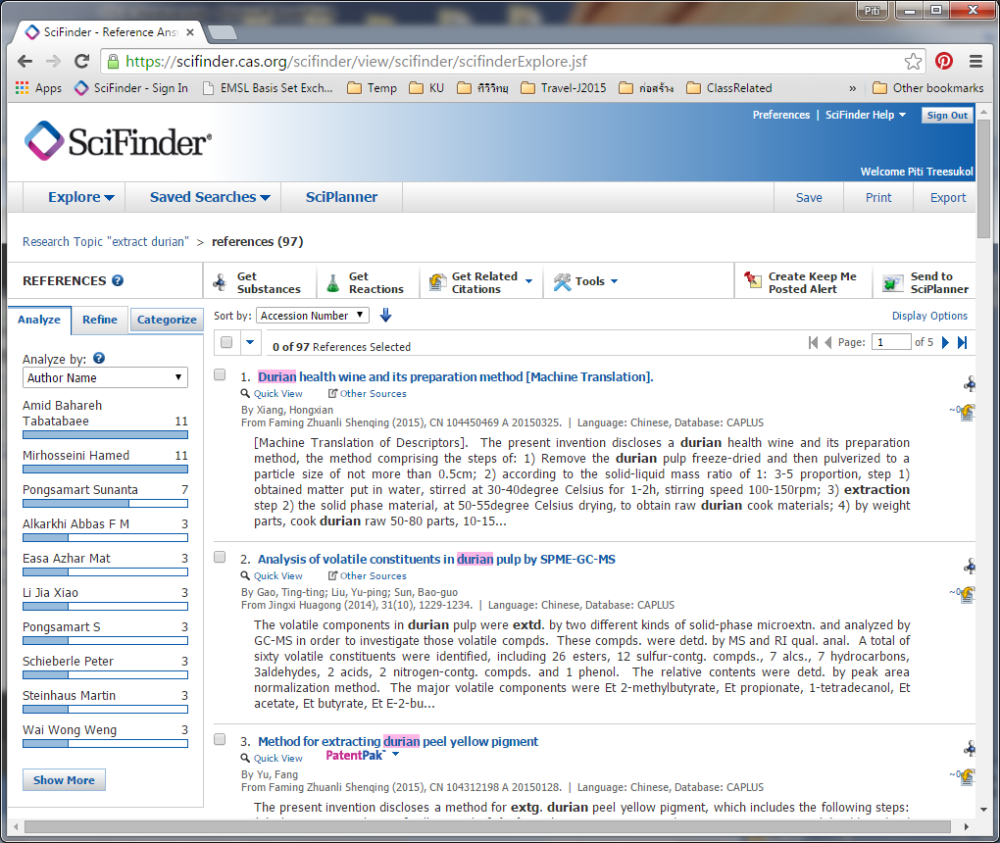 Piti
SciFinder - Reference Ans
https://scifinder.cas.org/scifinder/view/scifinder/scifinderExplore.jsf
Apps SciFinder - Sign In EMSL Basis Set Exch... Temp KU กีวีวิทยุ Travel-J2015 ก่อสร้าง ClassRelated » Other bookmarks
Preferences | SciFinder Help Sign Out
SciFinder®
Welcome Piti Treesukol
Explore Saved Searches SciPlanner Save Print Export
Research Topic "extract durian" > references (97)
REFERENCES ?
Get Substances
Get Reactions
Get Related Citations
Tools
Create Keep Me Posted Alert
Send to SciPlanner
Analyze Refine Categorize
Sort by: Accession Number
Display Options
0 of 97 References Selected
Page: 1 of 5
Analyze by: ?
Author Name
Amid Bahareh
Tabatabaee 11
Mirhosseini Hamed 11
Pongsamart Sunanta 7
Alkarkhi Abbas F M 3
Easa Azhar Mat 3
Li Jia Xiao 3
Pongsamart S 3
Schieberle Peter 3
Steinhaus Martin 3
Wai Wong Weng 3
Show More
1. Durian health wine and its preparation method [Machine Translation].
Quick View Other Sources
By Xiang, Hongxian
~0
From Faming Zhuanli Shenqing (2015), CN 104450469 A 20150325. | Language: Chinese, Database: CAPLUS
[Machine Translation of Descriptors]. The present invention discloses a durian health wine and its preparation
method, the method comprising the steps of: 1) Remove the durian pulp freeze-dried and then pulverized to a
particle size of not more than 0.5cm; 2) according to the solid-liquid mass ratio of 1: 3-5 proportion, step 1)
obtained matter put in water, stirred at 30-40degree Celsius for 1-2h, stirring speed 100-150rpm; 3) extraction
step 2) the solid phase material, at 50-55degree Celsius drying, to obtain raw durian cook materials; 4) by weight
parts, cook durian raw 50-80 parts, 10-15...
2. Analysis of volatile constituents in durian pulp by SPME-GC-MS
Quick View Other Sources
By Gao, Ting-ting; Liu, Yu-ping; Sun, Bao-guo
~0
From Jingxi Huagong (2014), 31(10), 1229-1234. | Language: Chinese, Database: CAPLUS
The volatile components in durian pulp were extd. by two different kinds of solid-phase microextn. and analyzed by
GC-MS in order to investigate those volatile compds. These compds. were detd. by MS and RI qual. anal. A total of
sixty volatile constituents were identified, including 26 esters, 12 sulfur-contg. compds., 7 alcs., 7 hydrocarbons,
3aldehydes, 2 acids, 2 nitrogen-contg. compds. and 1 phenol. The relative contents were detd. by peak area
normalization method. The major volatile components were Et 2-methylbutyrate, Et propionate, 1-tetradecanol, Et
acetate, Et butyrate, Et E-2-bu...
3. Method for extracting durian peel yellow pigment
Quick View PatentPak
By Yu, Fang
~0
From Faming Zhuanli Shenqing (2015), CN 104312198 A 20150128. | Language: Chinese, Database: CAPLUS
The present invention discloses a method for extg. durian peel yellow pigment, which includes the following steps: